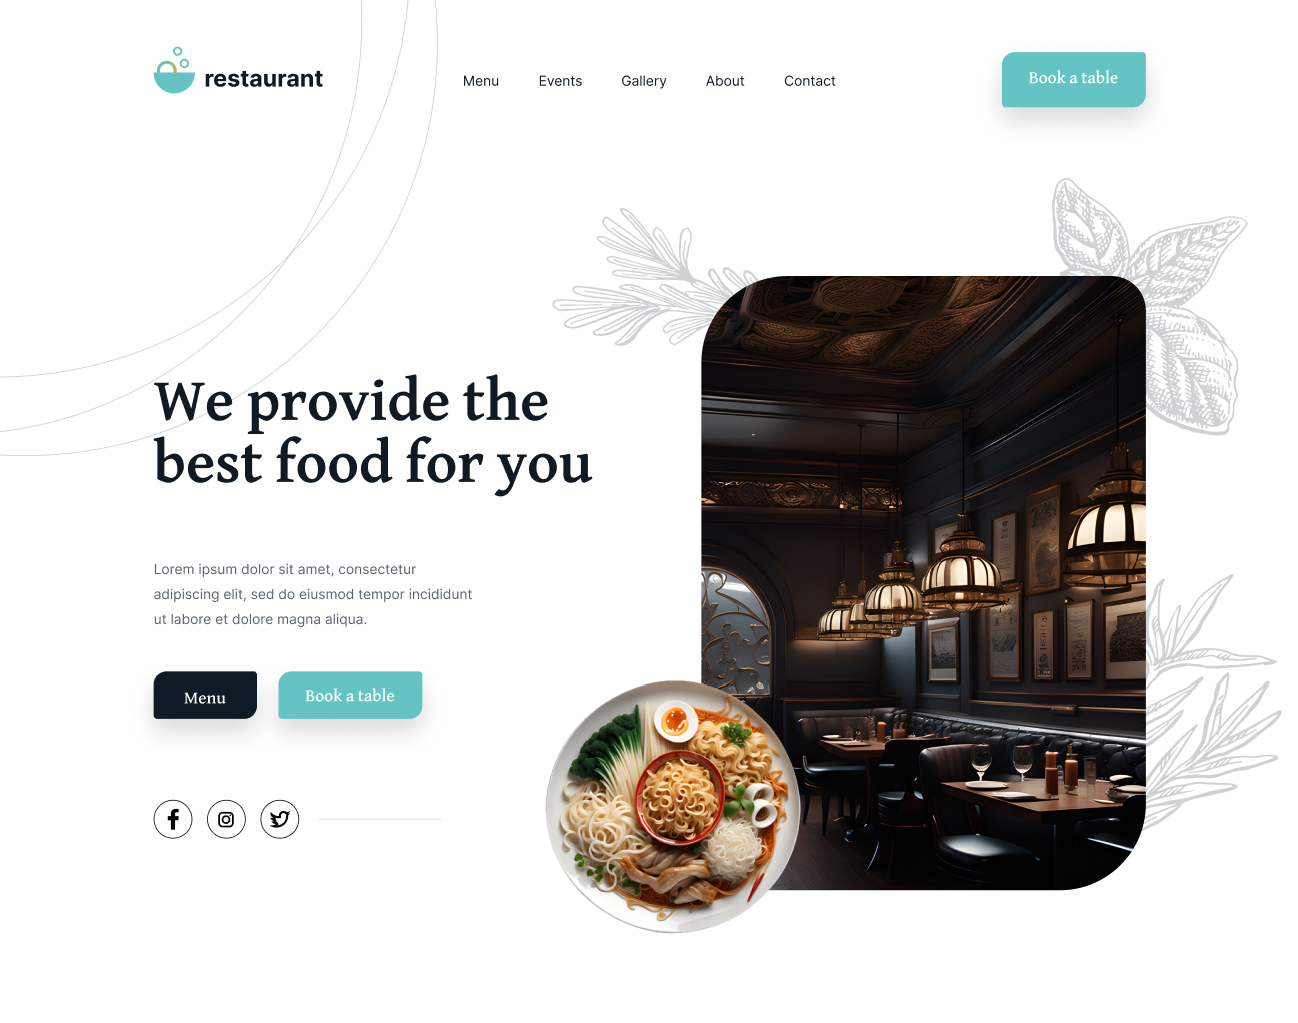 restaurant
Menu
Events
Gallery
About
Contact
Book a table
We provide the
best food for you
Lorem ipsum dolor sit amet, consectetur
adipiscing elit, sed do eiusmod tempor incididunt
ut labore et dolore magna aliqua.
Menu
Book a table